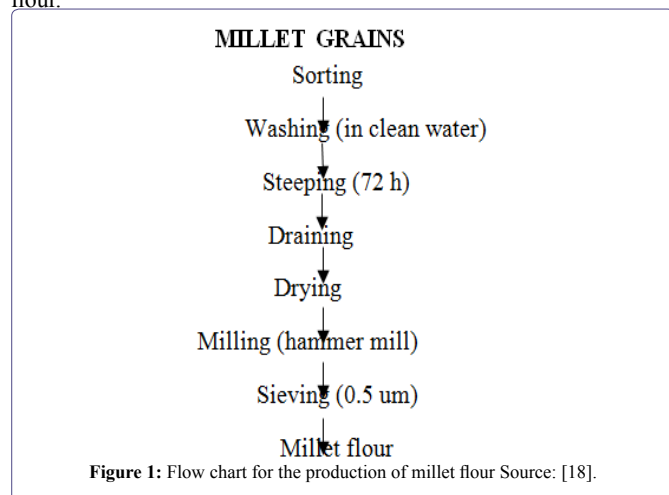 flour.
MILLET GRAINS
Sorting
Washing (in clean water)
Steeping (72 h)
Draining
Drying
Milling (hammer mill)
Sieving (0.5 um)
Millet flour
Figure 1: Flow chart for the production of millet flour Source: [18].